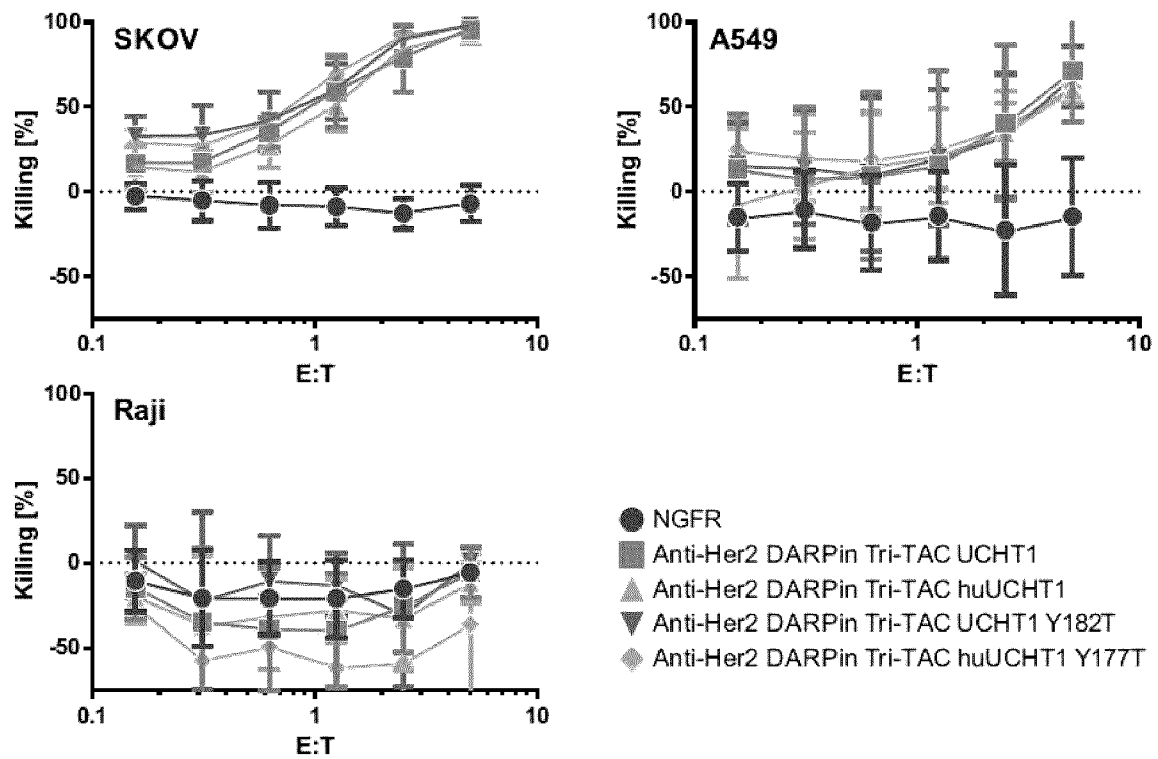 SKOV
Killing [%]
100
50
0
-50
0.1
1
10
E:T
A549
Killing [%]
100
50
0
-50
0.1
1
10
E:T
Raji
Killing [%]
100
50
0
-50
0.1
1
10
E:T
NGFR
Anti-Her2 DARPin Tri-TAC UCHT1
Anti-Her2 DARPin Tri-TAC huUCHT1
Anti-Her2 DARPin Tri-TAC UCHT1 Y182T
Anti-Her2 DARPin Tri-TAC huUCHT1 Y177T